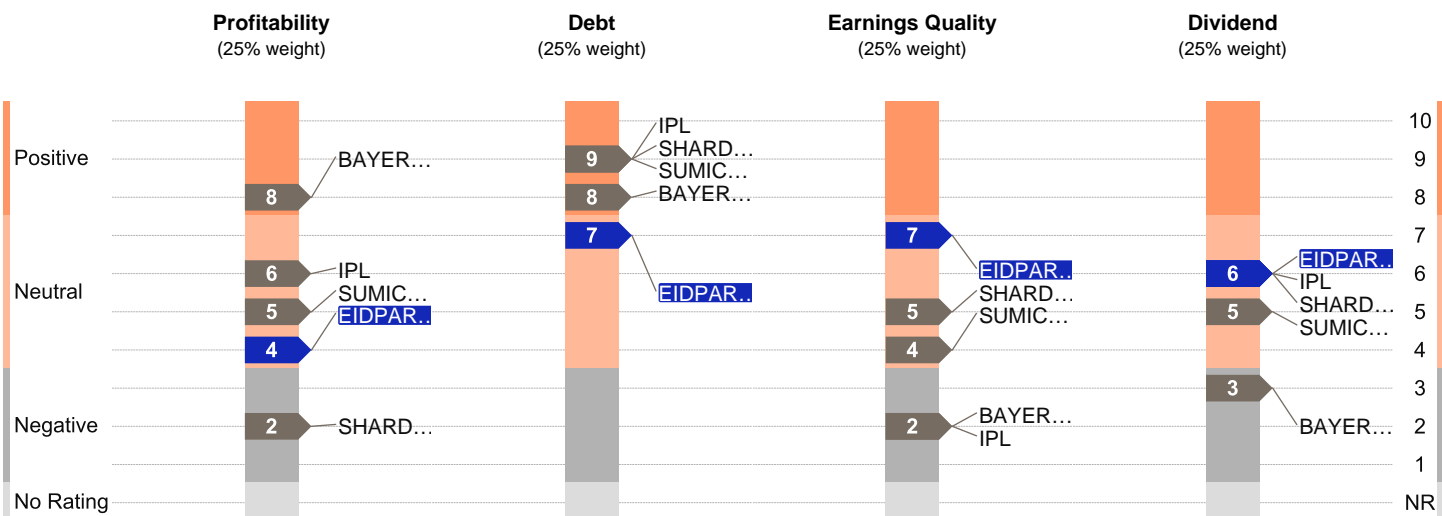 Profitability
(25% weight)
Debt
(25% weight)
Earnings Quality
(25% weight)
Dividend
(25% weight)
Positive
Neutral
Negative
No Rating
8
BAYER...
6
IPL
5
SUMIC...
4
EIDPAR..
2
SHARD...
9
IPL
SHARD...
SUMIC...
8
BAYER...
7
EIDPAR..
7
EIDPAR..
5
SHARD...
4
SUMIC...
2
BAYER...
IPL
6
EIDPAR..
IPL
SHARD...
5
SUMIC...
3
BAYER...
10
9
8
7
6
5
4
3
2
1
NR